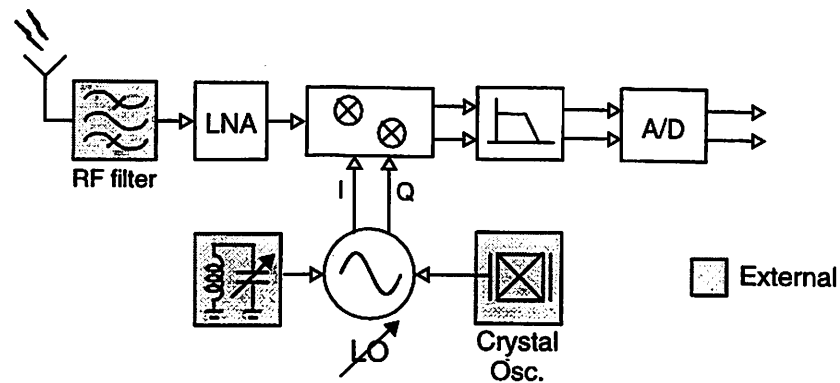 RF filter
LNA
A/D
I
Q
LO
Crystal
Osc.
External